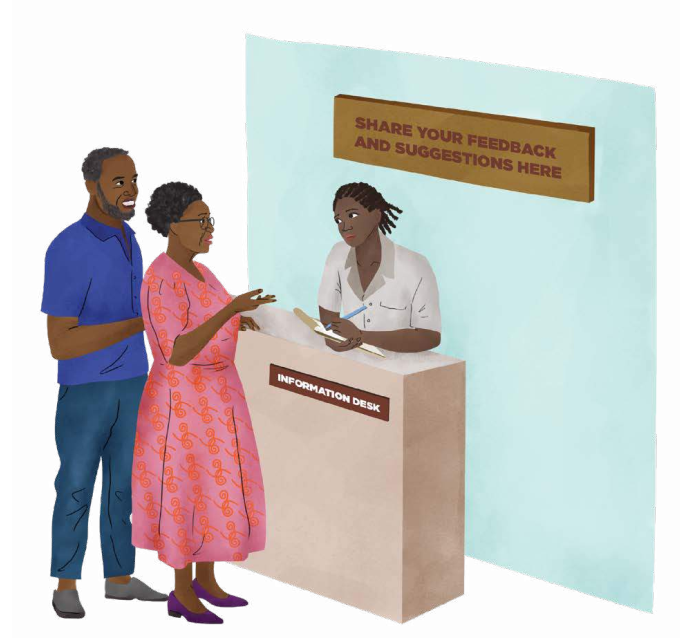 SHARE YOUR FEEDBACK
AND SUGGESTIONS HERE
INFORMATION DESK